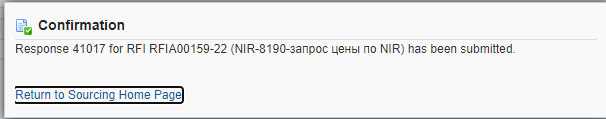 Confirmation
Response 41017 for RFI RFIA00159-22 (NIR-8190-запрос цены по NIR) has been submitted.
Return to Sourcing Home Page